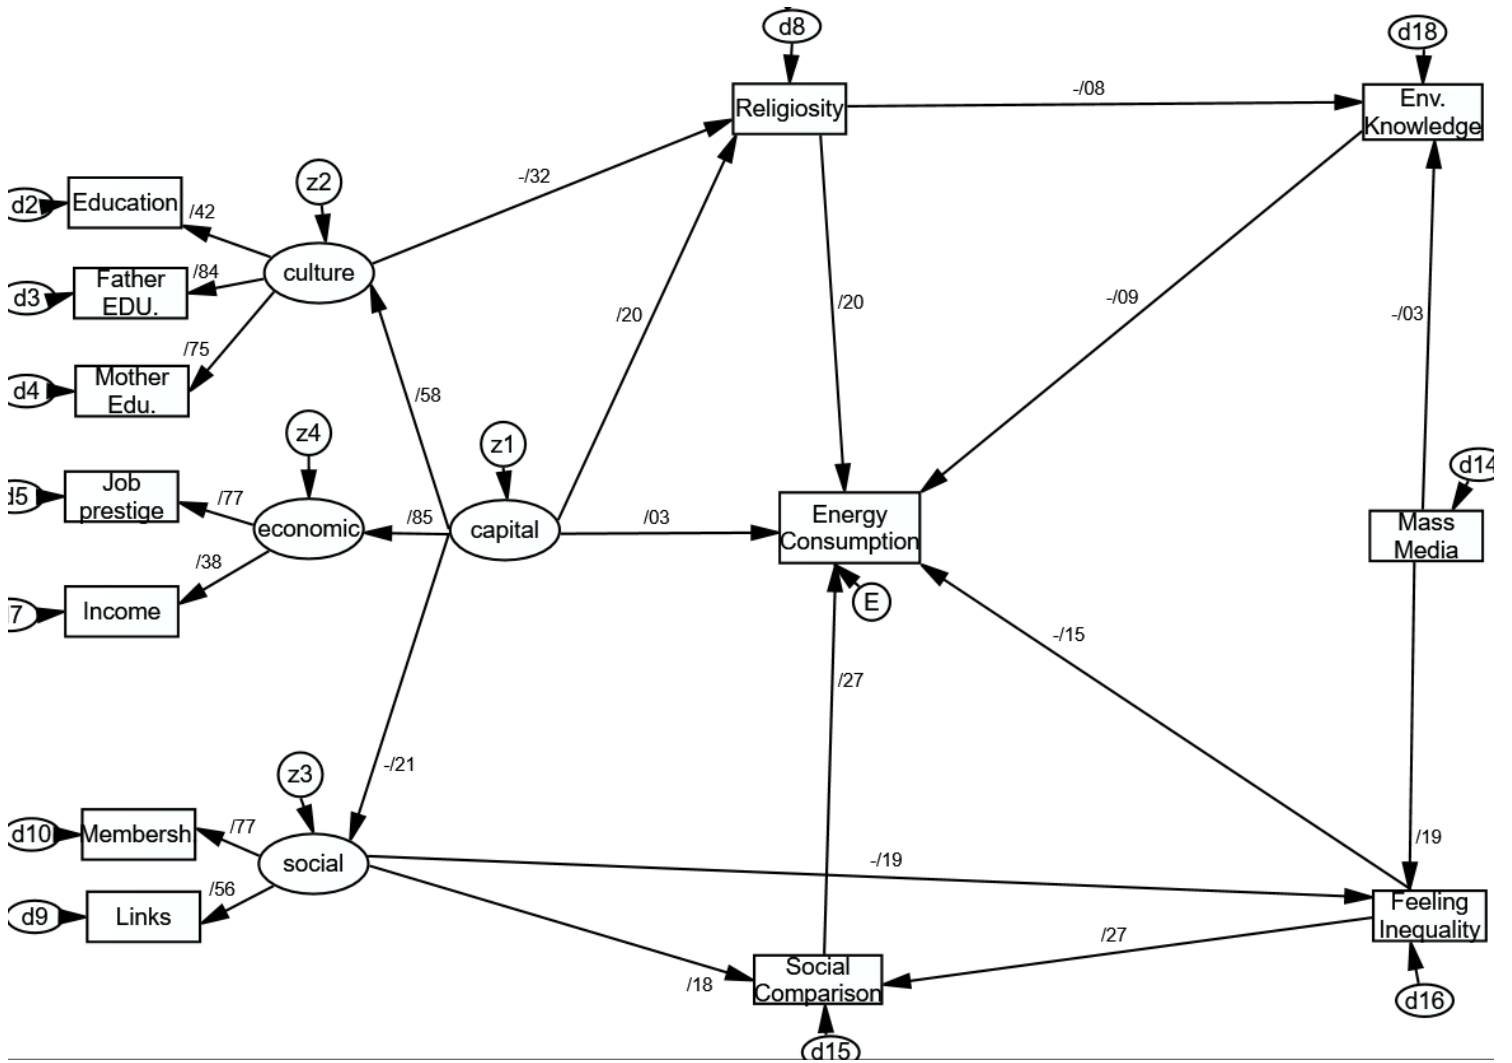 d8
d18
Religiosity
-/08
Env.
Knowledge
z2
-/32
d2
Education
/42
culture
d3
Father
EDU.
/84
/20
/20
-/09
-/03
/75
d4
Mother
Edu.
/58
z4
z1
d14
d5
Job
prestige
/77
economic
/85
capital
/03
Energy
Consumption
Mass
Media
/38
7
Income
E
-/15
/27
-/21
z3
d10
Membersh
/77
social
-/19
/19
d9
Links
/56
Feeling
Inequality
/27
/18
Social
Comparison
d16
d15